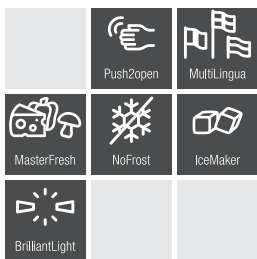 Push2open
MultiLingua
MasterFresh
NoFrost
IceMaker
BrilliantLight